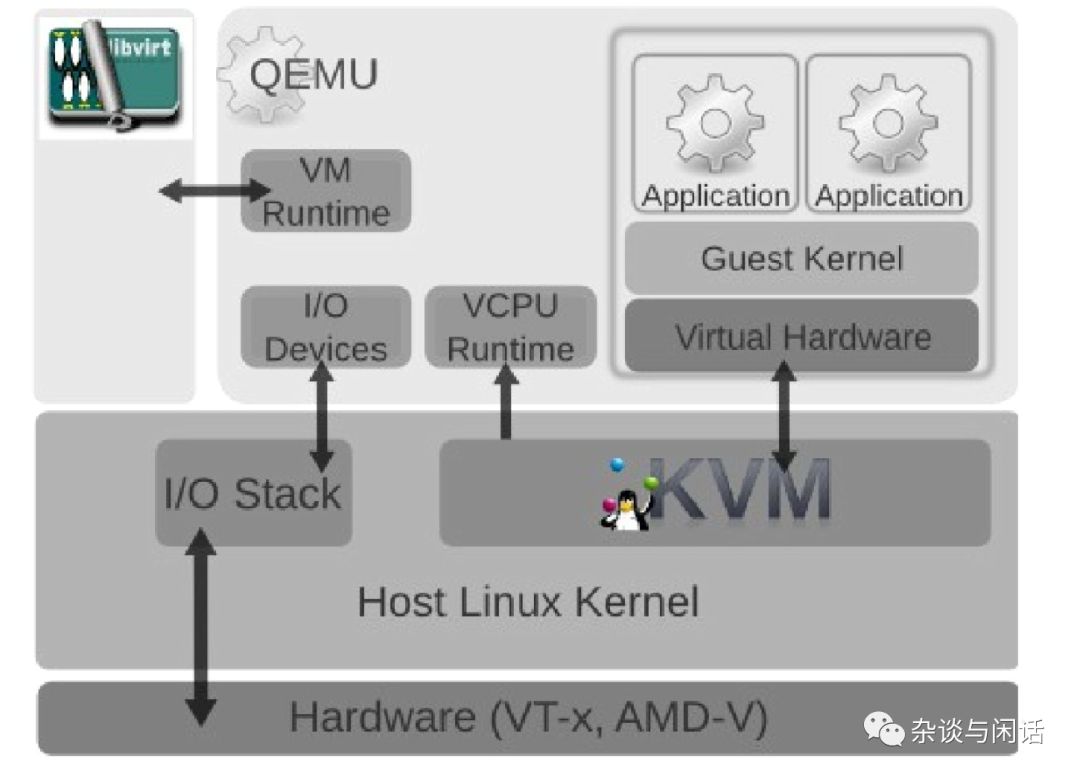 libvirt
QEMU
VM
Runtime
I/O
Devices
VCPU
Runtime
Application
Application
Guest Kernel
Virtual Hardware
I/O Stack
KVM
Host Linux Kernel
Hardware (VT-x, AMD-V)
杂谈与闲话